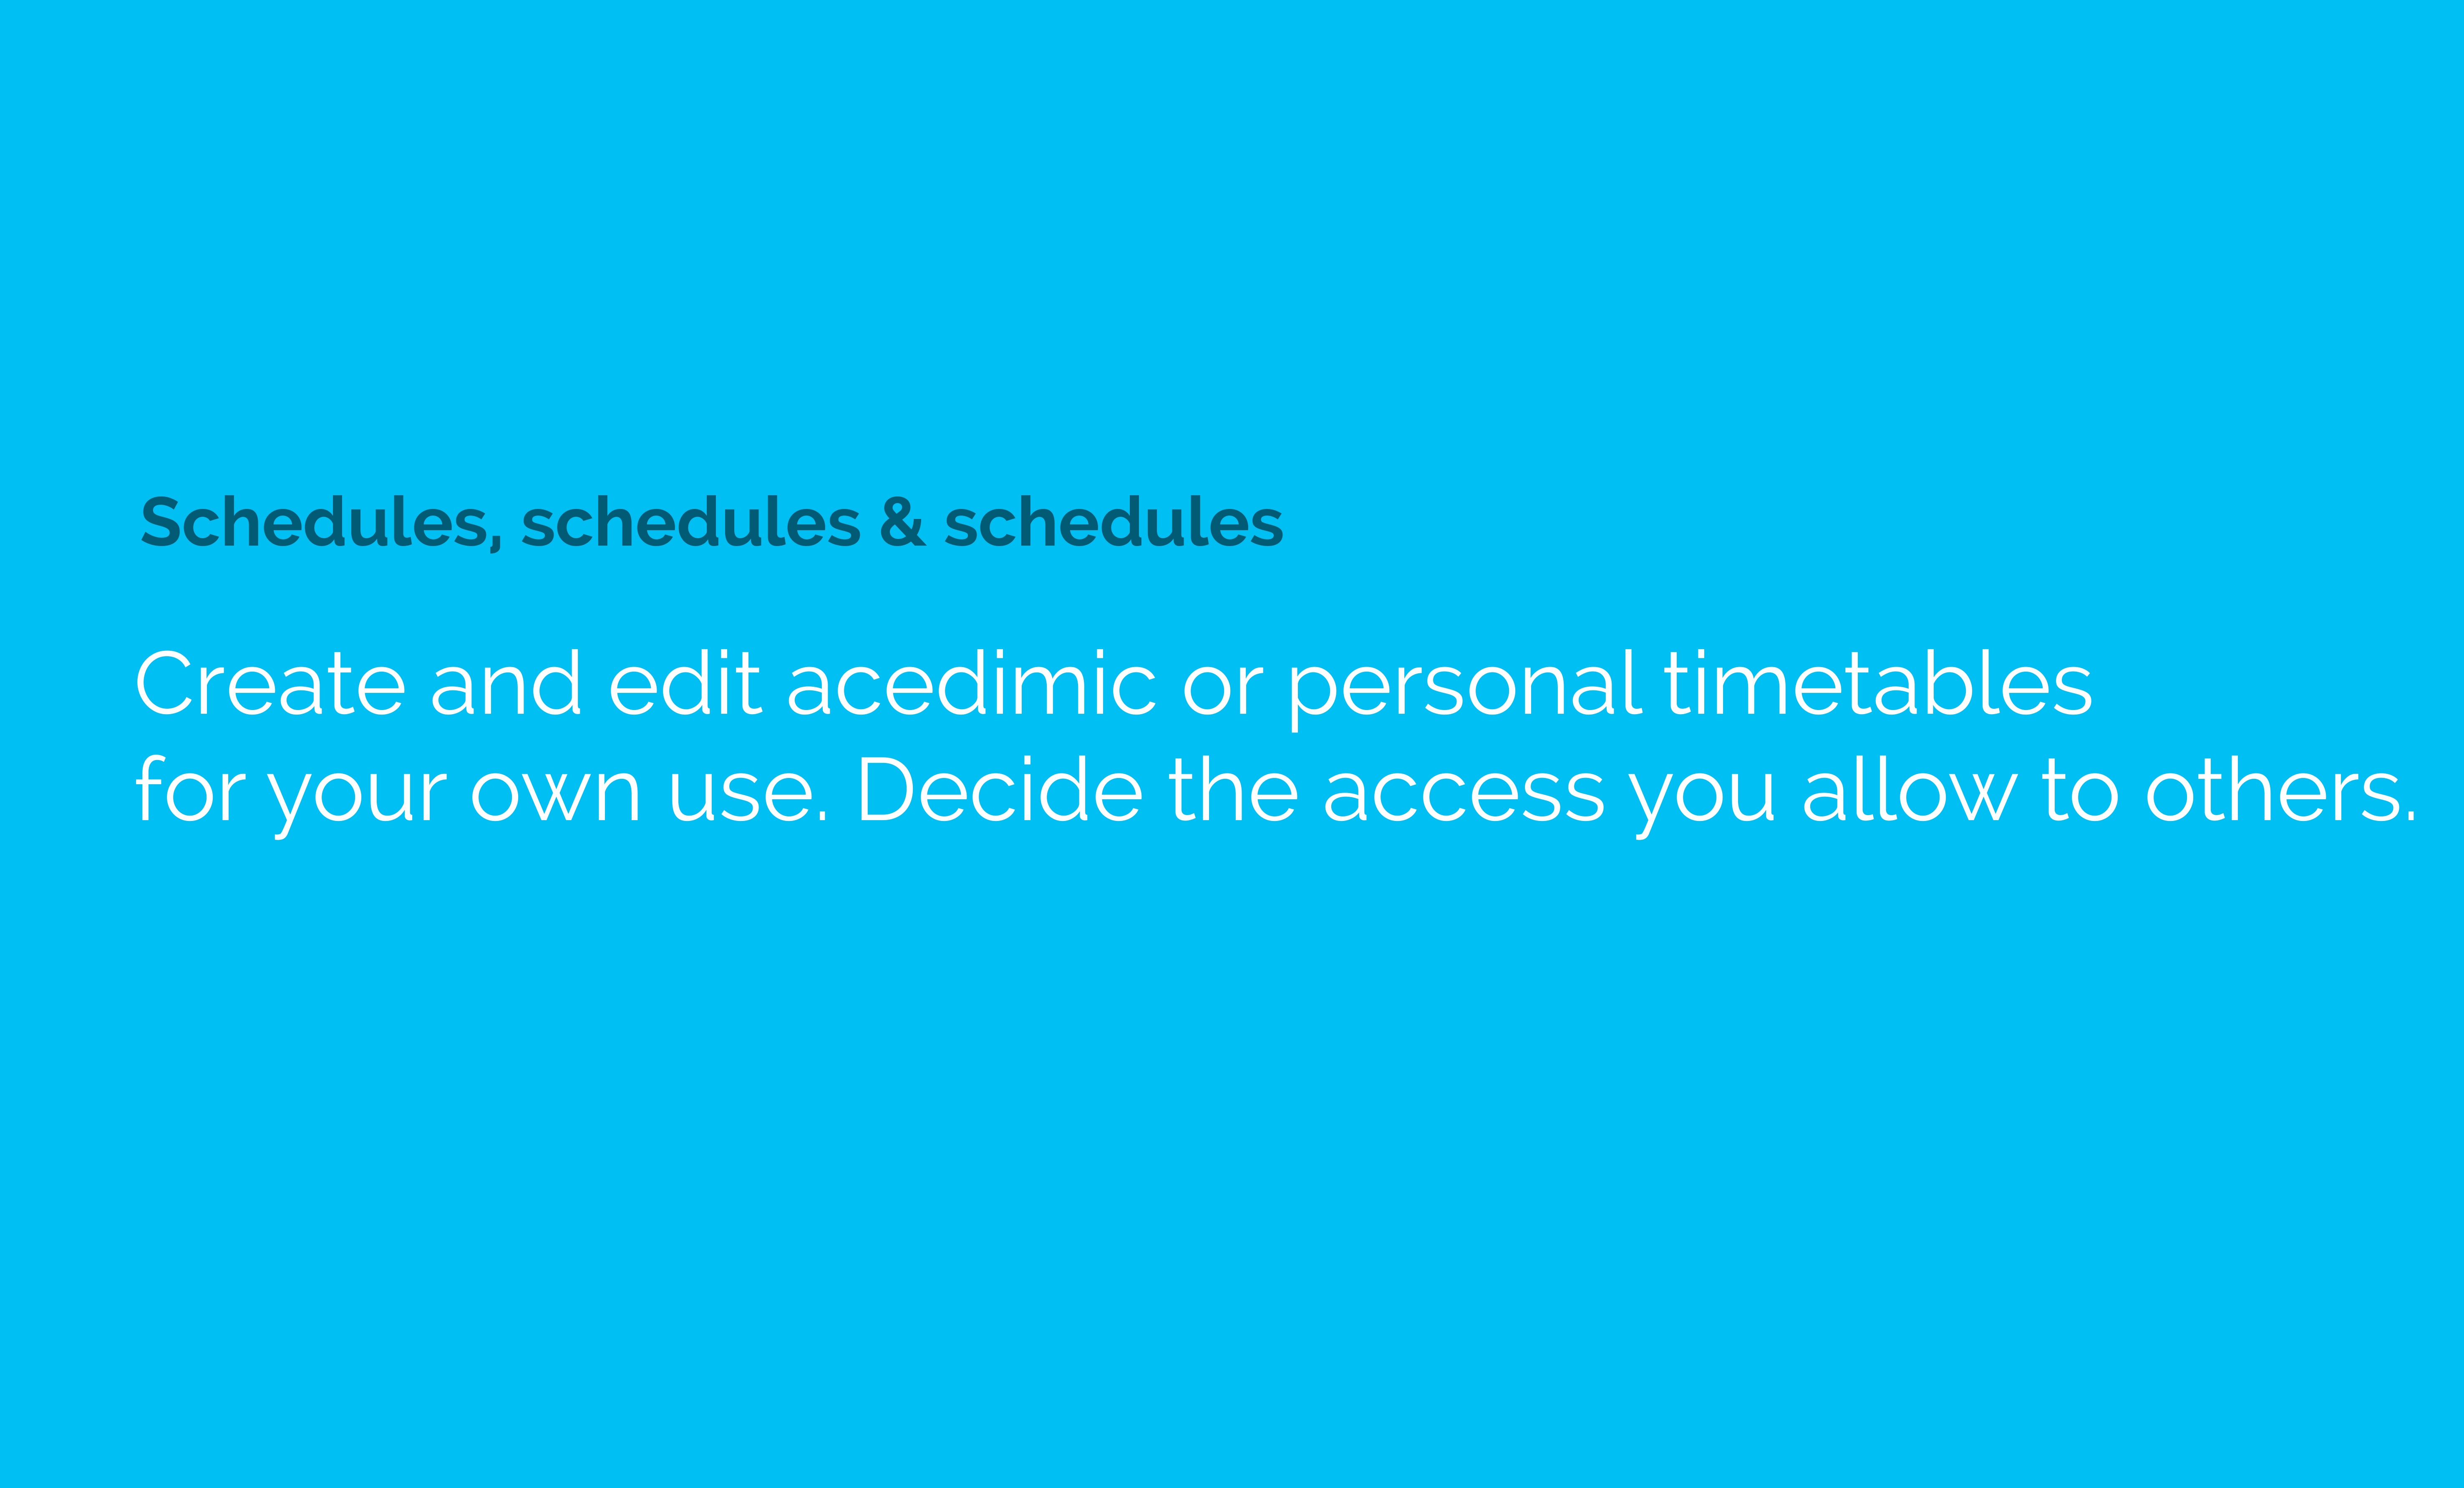 Schedules, schedules & schedules
Create and edit acedimic or personal timetables
for your own use. Decide the access you allow to others.